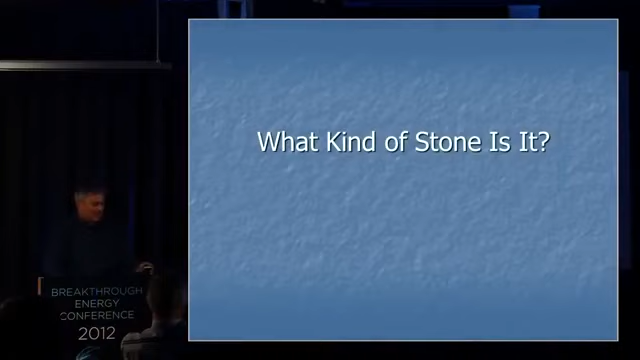 What Kind of Stone Is It?
BREAKTHROUGH
ENERGY
CONFERENCE
2012